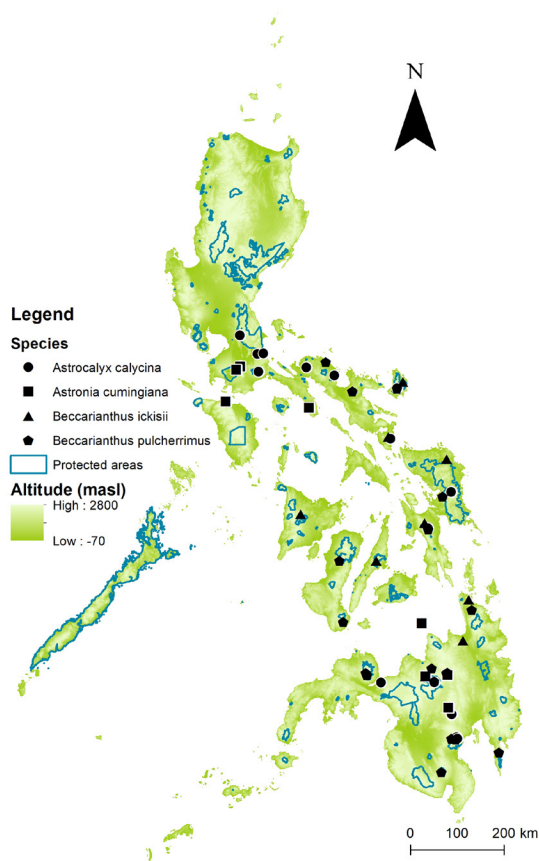 N
Legend
Species
Astrocalyx calycina
Astronia cumingiana
Beccarianthus ickisii
Beccarianthus pulcherrimus
Protected areas
Altitude (masl)
High : 2800
Low : -70
0 100 200 km